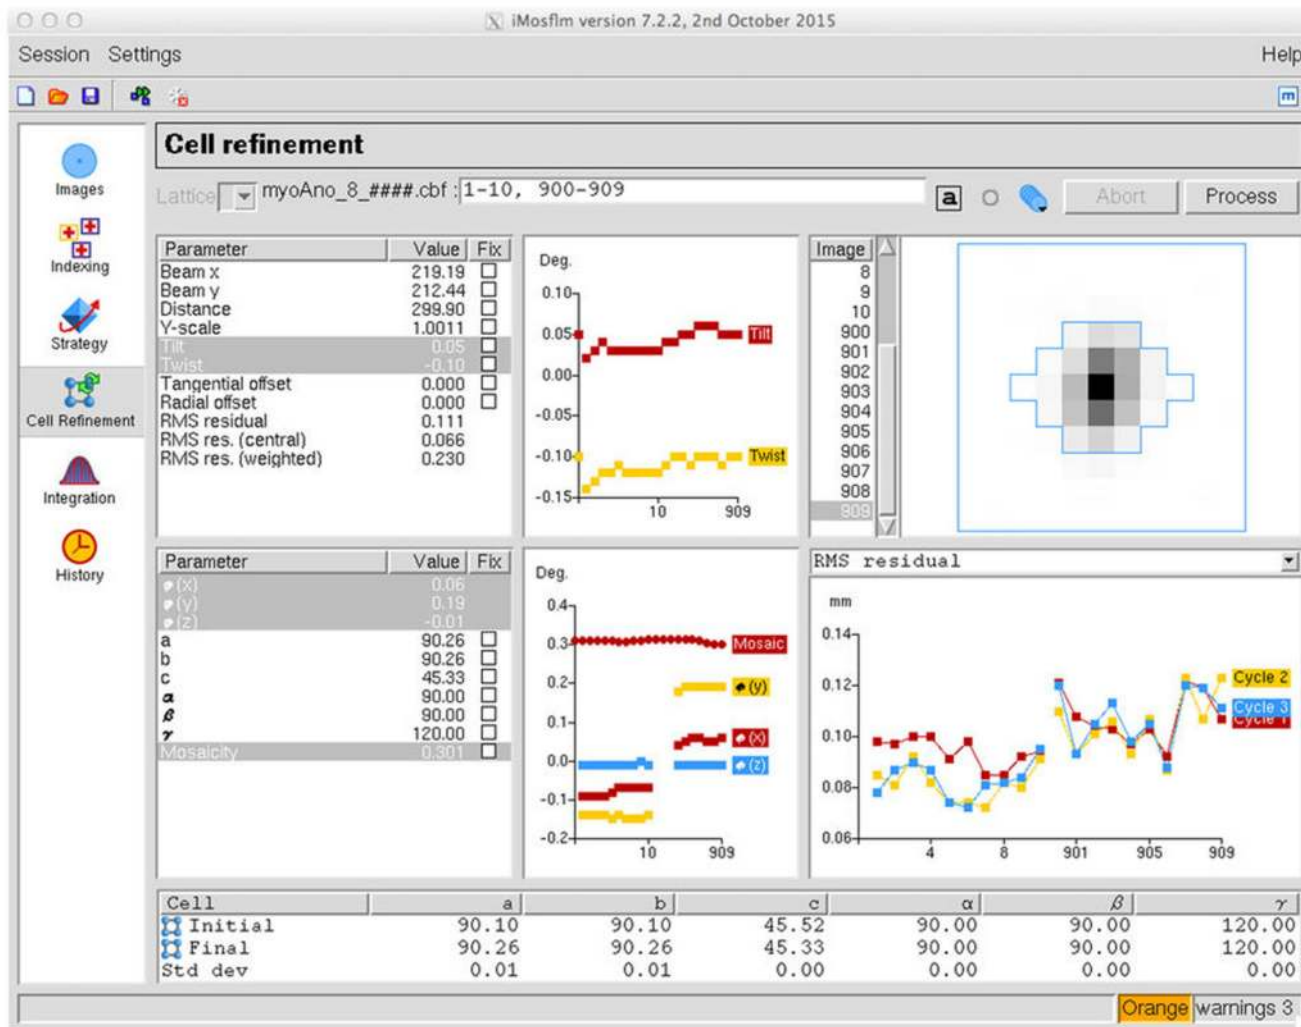 iMosflm version 7.2.2, 2nd October 2015
Session Settings Help
m
Cell refinement
Images
Indexing
Strategy
Cell Refinement
Integration
History
Lattice myoAno_8_####.cbf : 1-10, 900-909 a Abort Process
Parameter Value Fix
Beam x 219.19
Beam y 212.44
Distance 299.90
Y-scale 1.0011
Tilt 0.05
Twist -0.10
Tangential offset 0.000
Radial offset 0.000
RMS residual 0.111
RMS res. (central) 0.066
RMS res. (weighted) 0.230
Deg.
0.10
0.05
0.00
-0.05
-0.10
-0.15
Tilt
Twist
10 909
Image
8
9
10
900
901
902
903
904
905
906
907
908
909
Parameter Value Fix
φ(x) 0.06
φ(y) 0.19
φ(z) -0.01
a 90.26
b 90.26
c 45.33
α 90.00
β 90.00
γ 120.00
Mosaicity 0.301
Deg.
0.4
0.3
0.2
0.1
0.0
-0.1
-0.2
Mosaic
φ(y)
φ(x)
φ(z)
10 909
RMS residual
mm
0.14
0.12
0.10
0.08
0.06
Cycle 2
Cycle 3
Cycle 1
4 8 901 905 909
Cell a b c α β γ
Initial 90.10 90.10 45.52 90.00 90.00 120.00
Final 90.26 90.26 45.33 90.00 90.00 120.00
Std dev 0.01 0.01 0.00 0.00 0.00 0.00
Orange warnings 3